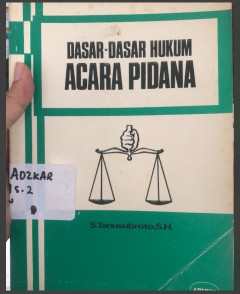 DASAR-DASAR HUKUM
ACARA PIDANA
ADZKAR
S.Tanusubroto,S.H.